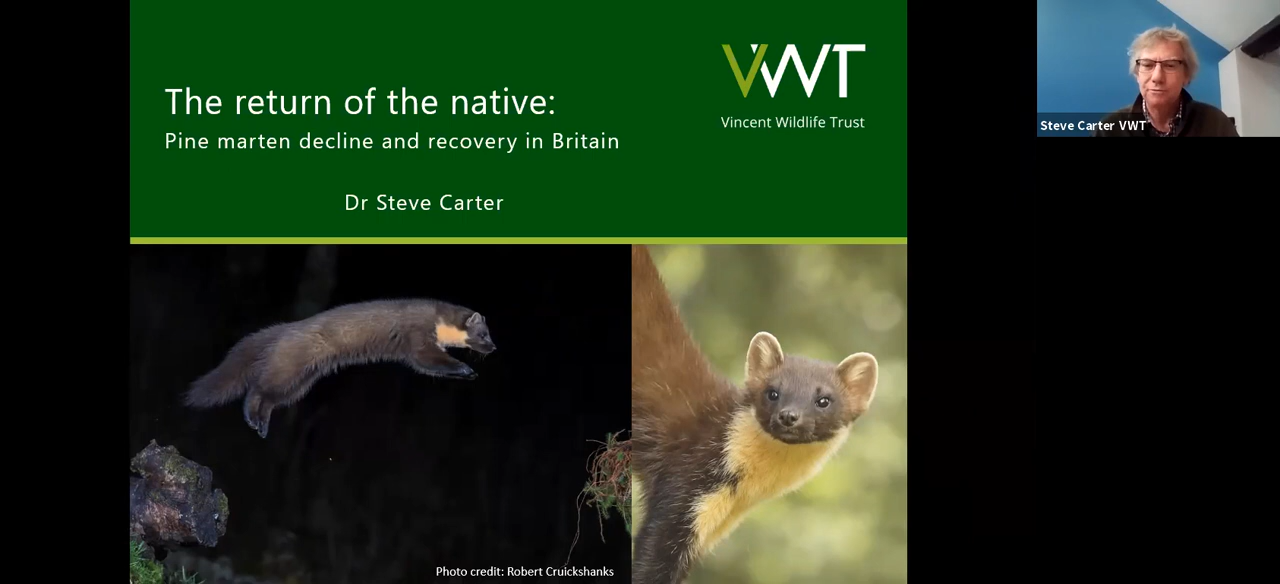 The return of the native:
Pine marten decline and recovery in Britain
Dr Steve Carter
VWT
Vincent Wildlife Trust
Steve Carter VWT
Photo credit: Robert Cruickshanks